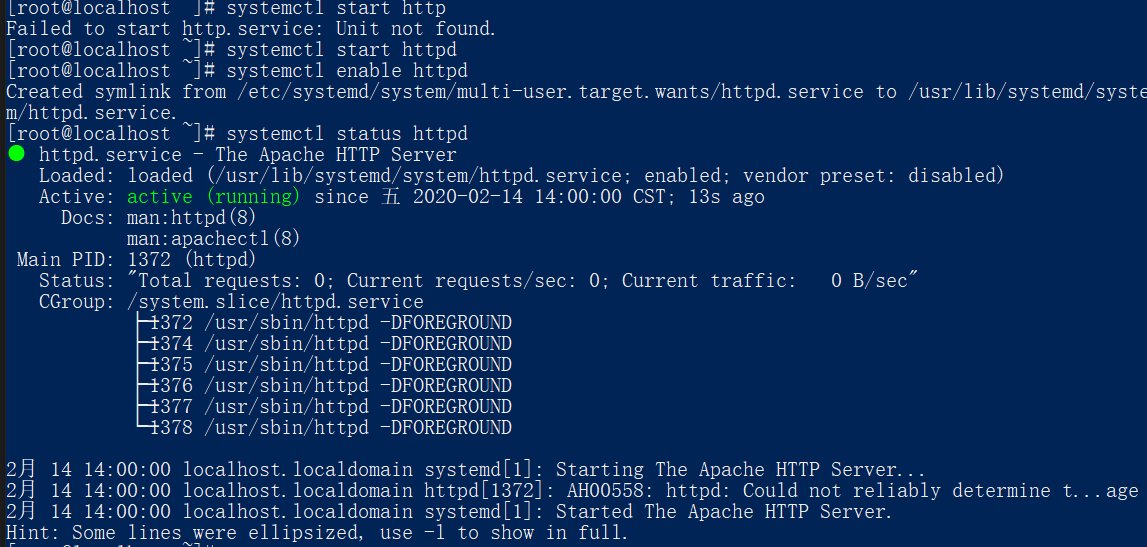 [root@localhost ~]# systemctl start http
Failed to start http.service: Unit not found.
[root@localhost ~]# systemctl start httpd
[root@localhost ~]# systemctl enable httpd
Created symlink from /etc/systemd/system/multi-user.target.wants/httpd.service to /usr/lib/systemd/syste
m/httpd.service.
[root@localhost ~]# systemctl status httpd
● httpd.service - The Apache HTTP Server
Loaded: loaded (/usr/lib/systemd/system/httpd.service; enabled; vendor preset: disabled)
Active: active (running) since 五 2020-02-14 14:00:00 CST; 13s ago
Docs: man:httpd(8)
man:apachectl(8)
Main PID: 1372 (httpd)
Status: "Total requests: 0; Current requests/sec: 0; Current traffic:   0 B/sec"
CGroup: /system.slice/httpd.service
├─1372 /usr/sbin/httpd -DFOREGROUND
├─1374 /usr/sbin/httpd -DFOREGROUND
├─1375 /usr/sbin/httpd -DFOREGROUND
├─1376 /usr/sbin/httpd -DFOREGROUND
├─1377 /usr/sbin/httpd -DFOREGROUND
└─1378 /usr/sbin/httpd -DFOREGROUND
2月 14 14:00:00 localhost.localdomain systemd[1]: Starting The Apache HTTP Server...
2月 14 14:00:00 localhost.localdomain httpd[1372]: AH00558: httpd: Could not reliably determine t...age
2月 14 14:00:00 localhost.localdomain systemd[1]: Started The Apache HTTP Server.
Hint: Some lines were ellipsized, use -l to show in full.